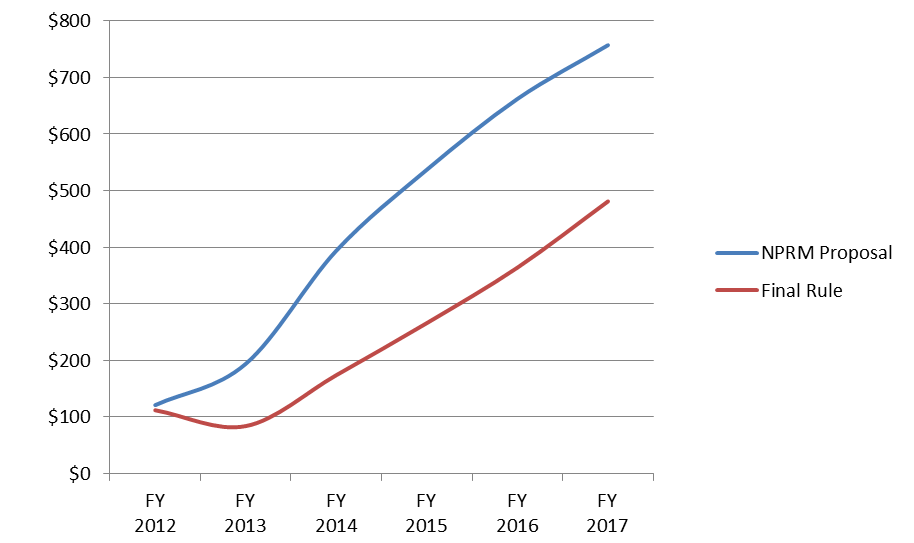 $800
$700
$600
$500
$400
$300
$200
$100
$0
FY
2012
FY
2013
FY
2014
FY
2015
FY
2016
FY
2017
NPRM Proposal
Final Rule